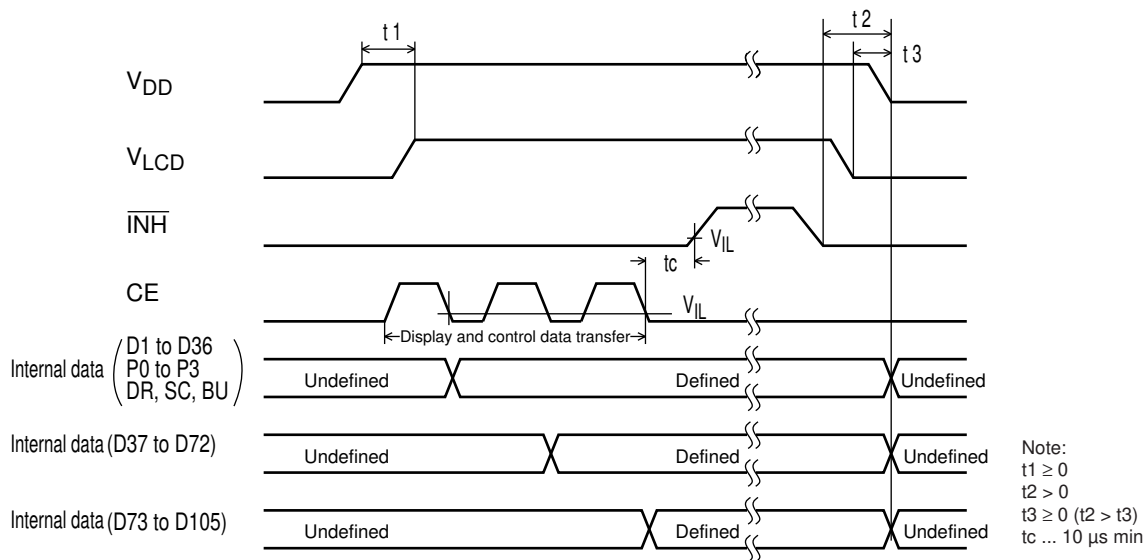 t1
t2
t3
VDD
VLCD
INH
VIL
tc
CE
VIL
Display and control data transfer
Internal data
D1 to D36
P0 to P3
DR, SC, BU
Undefined
Defined
Undefined
Internal data (D37 to D72)
Undefined
Defined
Undefined
Internal data (D73 to D105)
Undefined
Defined
Undefined
Note:
t1 ≥ 0
t2 > 0
t3 ≥ 0 (t2 > t3)
tc ... 10 µs min